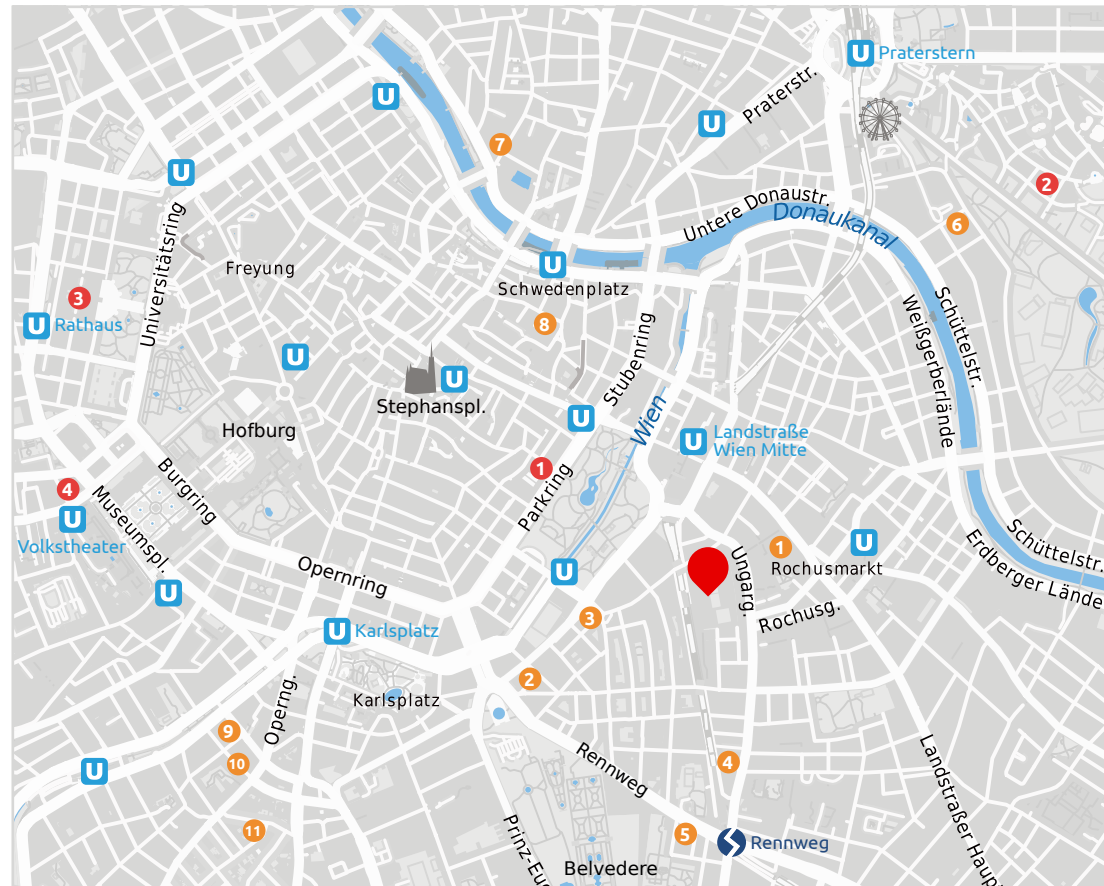 U Praterstern
Praterstr.
U
U
7
U
2
Untere Donaustr.
Donaukanal
6
Universitätsring
Freyung
U
Schwedenplatz
3
U Rathaus
8
Schüttelstr.
Weißgerberlände
Stubenring
U
U
Stephanspl.
Wien
U
Hofburg
U Landstraße
Wien Mitte
1
Parkring
4
Burgring
Museumspl.
U
Volkstheater
Schüttelstr.
Erdberger Lände
U
1
Rochusmarkt
Ungarg.
Rochusg.
U
Opernring
U
3
U Karlsplatz
Karlsplatz
2
Operng.
9
10
U
Rennweg
4
Landstraßer Haup
11
5
Rennweg
Prinz-Eu
Belvedere